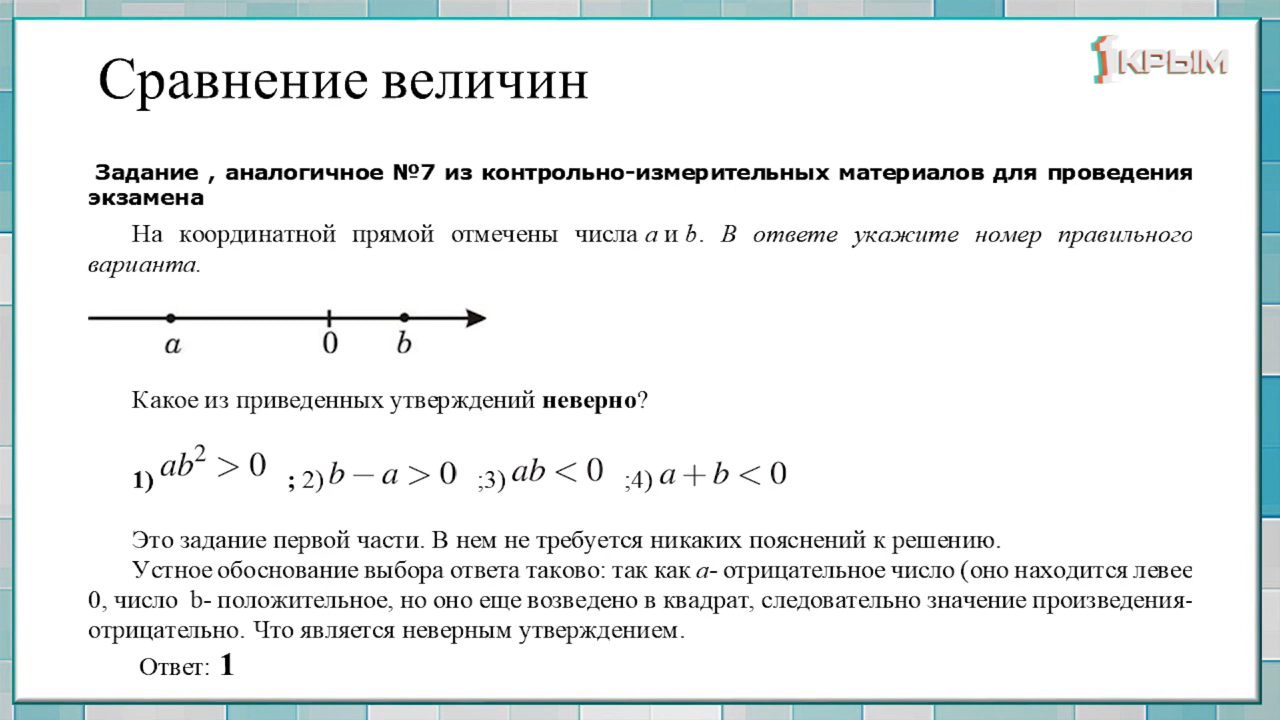 Сравнение величин
1КРЫМ
Задание , аналогичное №7 из контрольно-измерительных материалов для проведения
экзамена
На координатной прямой отмечены числа a и b. В ответе укажите номер правильного
варианта.
a 0 b
Какое из приведенных утверждений неверно?
1) ab² > 0 ; 2) b − a > 0 ;3) ab < 0 ;4) a + b < 0
Это задание первой части. В нем не требуется никаких пояснений к решению.
Устное обоснование выбора ответа таково: так как а- отрицательное число (оно находится левее
0, число b- положительное, но оно еще возведено в квадрат, следовательно значение произведения-
отрицательно. Что является неверным утверждением.
Ответ: 1